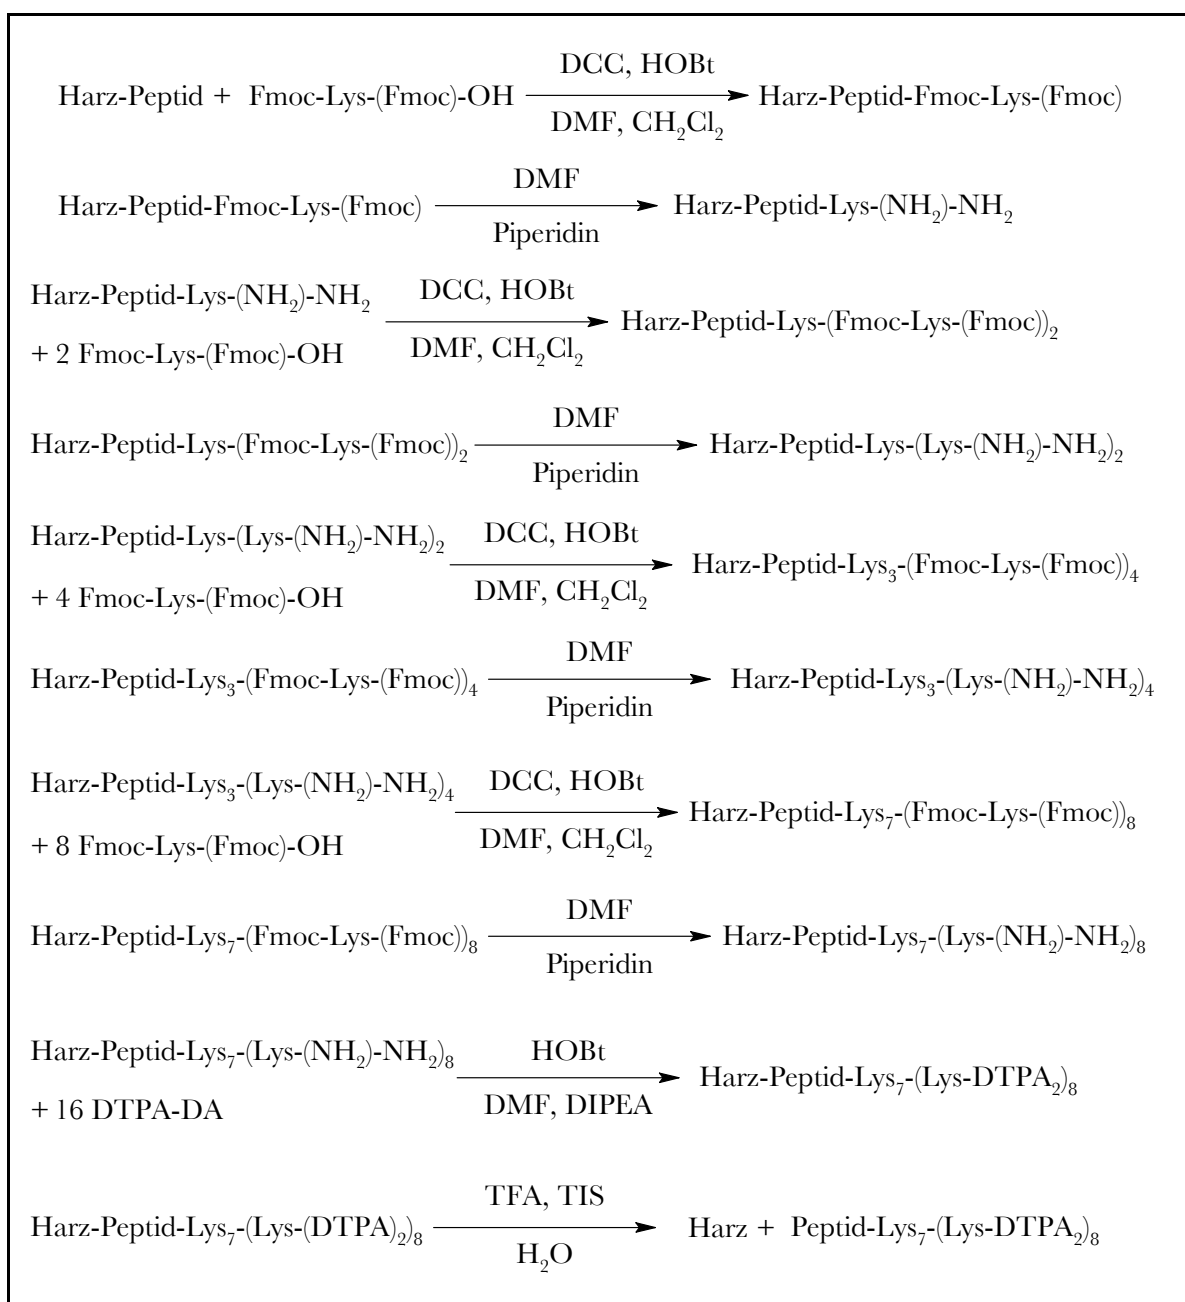 DCC, HOBt
Harz-Peptid + Fmoc-Lys-(Fmoc)-OH → Harz-Peptid-Fmoc-Lys-(Fmoc)
DMF, CH₂Cl₂
DMF
Harz-Peptid-Fmoc-Lys-(Fmoc) → Harz-Peptid-Lys-(NH₂)-NH₂
Piperidin
Harz-Peptid-Lys-(NH₂)-NH₂
DCC, HOBt
→ Harz-Peptid-Lys-(Fmoc-Lys-(Fmoc))₂
+ 2 Fmoc-Lys-(Fmoc)-OH
DMF, CH₂Cl₂
DMF
Harz-Peptid-Lys-(Fmoc-Lys-(Fmoc))₂ → Harz-Peptid-Lys-(Lys-(NH₂)-NH₂)₂
Piperidin
Harz-Peptid-Lys-(Lys-(NH₂)-NH₂)₂
DCC, HOBt
→ Harz-Peptid-Lys₃-(Fmoc-Lys-(Fmoc))₄
+ 4 Fmoc-Lys-(Fmoc)-OH
DMF, CH₂Cl₂
DMF
Harz-Peptid-Lys₃-(Fmoc-Lys-(Fmoc))₄ → Harz-Peptid-Lys₃-(Lys-(NH₂)-NH₂)₄
Piperidin
Harz-Peptid-Lys₃-(Lys-(NH₂)-NH₂)₄
DCC, HOBt
→ Harz-Peptid-Lys₇-(Fmoc-Lys-(Fmoc))₈
+ 8 Fmoc-Lys-(Fmoc)-OH
DMF, CH₂Cl₂
DMF
Harz-Peptid-Lys₇-(Fmoc-Lys-(Fmoc))₈ → Harz-Peptid-Lys₇-(Lys-(NH₂)-NH₂)₈
Piperidin
Harz-Peptid-Lys₇-(Lys-(NH₂)-NH₂)₈
HOBt
→ Harz-Peptid-Lys₇-(Lys-DTPA₂)₈
+ 16 DTPA-DA
DMF, DIPEA
TFA, TIS
Harz-Peptid-Lys₇-(Lys-(DTPA)₂)₈ → Harz + Peptid-Lys₇-(Lys-DTPA₂)₈
H₂O